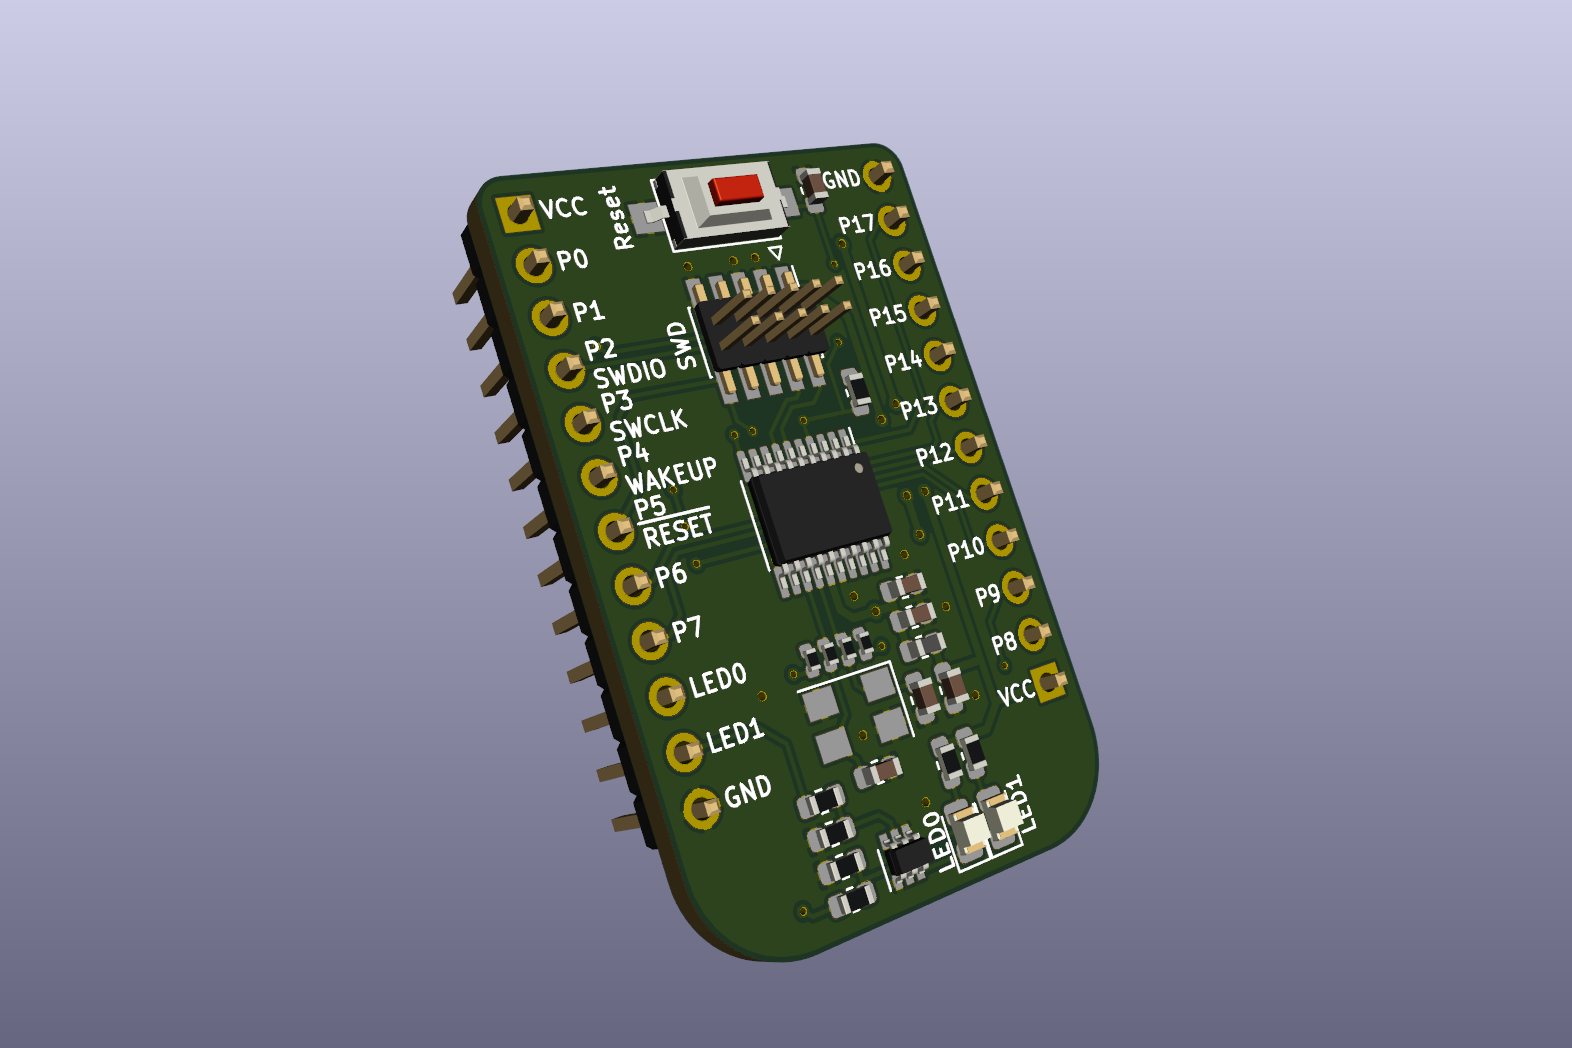 VCC
P0
P1
P2
SWDIO
P3
SWCLK
P4
WAKEUP
P5
RESET
P6
P7
LED0
LED1
GND
Reset
SWD
GND
P17
P16
P15
P14
P13
P12
P11
P10
P9
P8
VCC
LED0
LED1